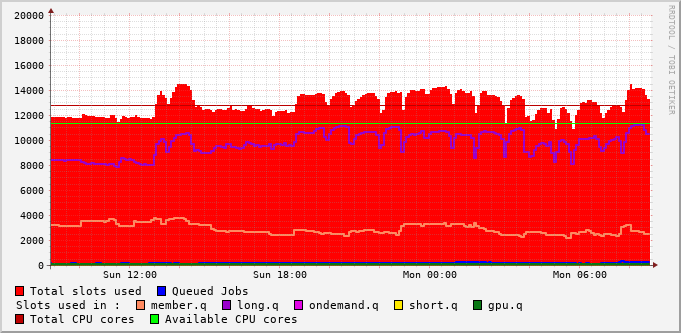 20000
18000
16000
14000
12000
10000
8000
6000
4000
2000
0
Sun 12:00 Sun 18:00 Mon 00:00 Mon 06:00
RRDTOOL / TOBI OETIKER
Total slots used Queued Jobs
Slots used in : member.q long.q ondemand.q short.q gpu.q
Total CPU cores Available CPU cores